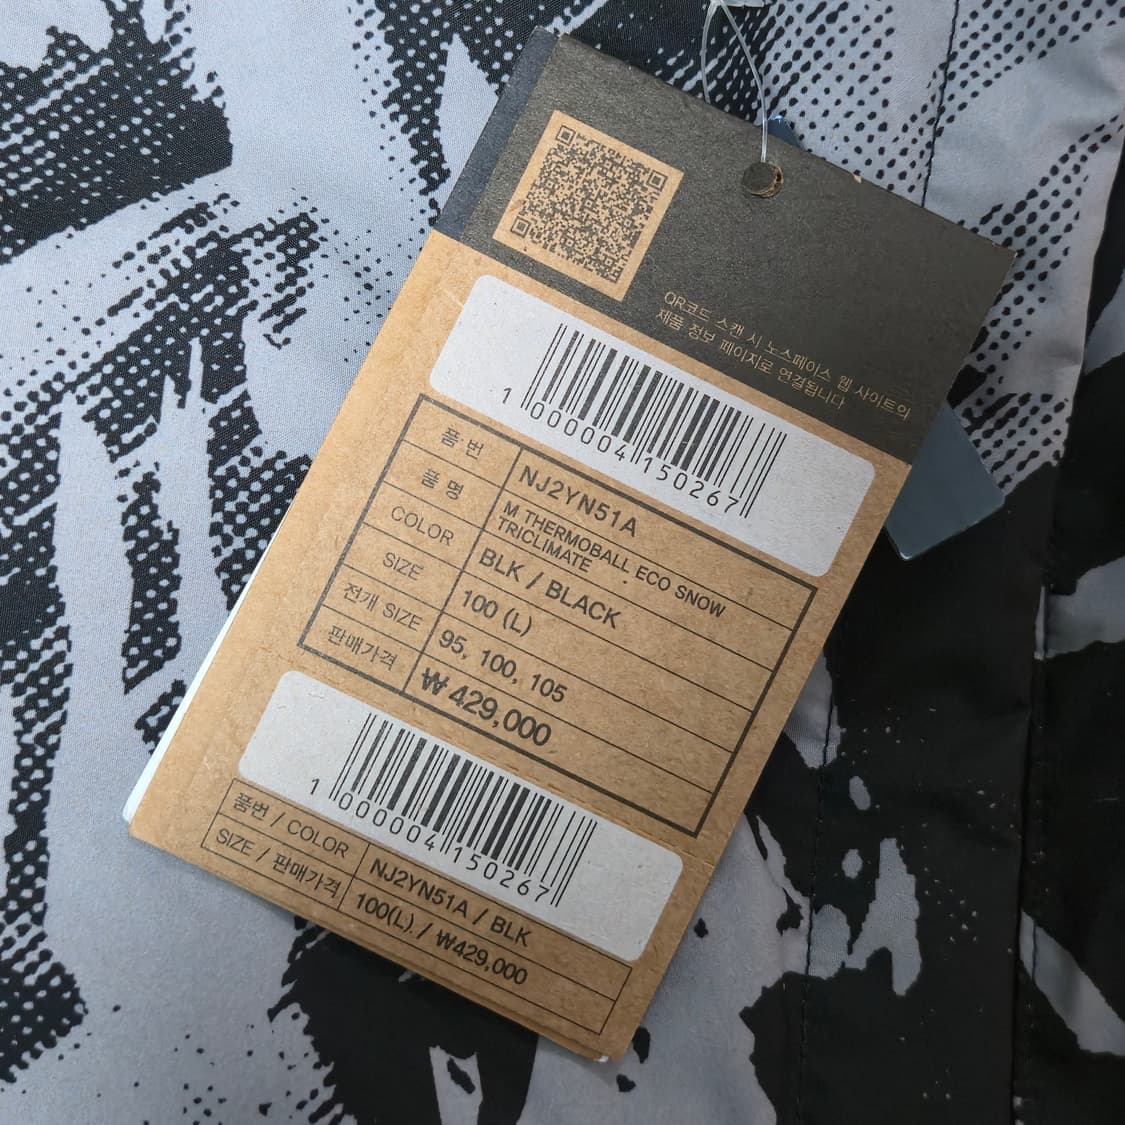 QR코드 스캔 시 노스페이스 웹 사이트의
제품 정보 페이지로 연결됩니다
1 000004 150267
품 번 NJ2YN51A
품 명 M THERMOBALL ECO SNOW
TRICLIMATE
COLOR BLK / BLACK
SIZE 100 (L)
전개 SIZE 95, 100, 105
판매가격 ₩ 429,000
1 000004 150267
품번 / COLOR NJ2YN51A / BLK
SIZE / 판매가격 100(L) / ₩429,000